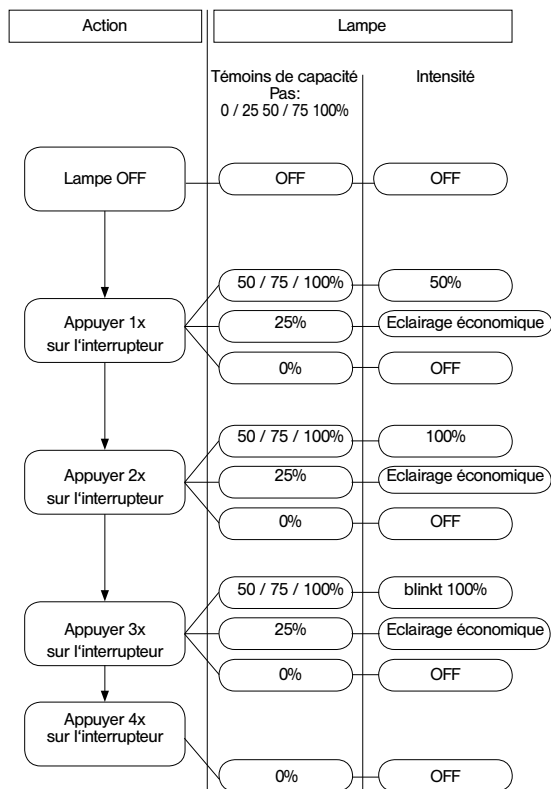 Action
Lampe
Témoins de capacité
Pas:
0 / 25 50 / 75 100%
Intensité
Lampe OFF
OFF
OFF
50 / 75 / 100%
50%
Appuyer 1x
sur l‘interrupteur
25%
Eclairage économique
0%
OFF
50 / 75 / 100%
100%
Appuyer 2x
sur l‘interrupteur
25%
Eclairage économique
0%
OFF
50 / 75 / 100%
blinkt 100%
Appuyer 3x
sur l‘interrupteur
25%
Eclairage économique
0%
OFF
Appuyer 4x
sur l‘interrupteur
0%
OFF